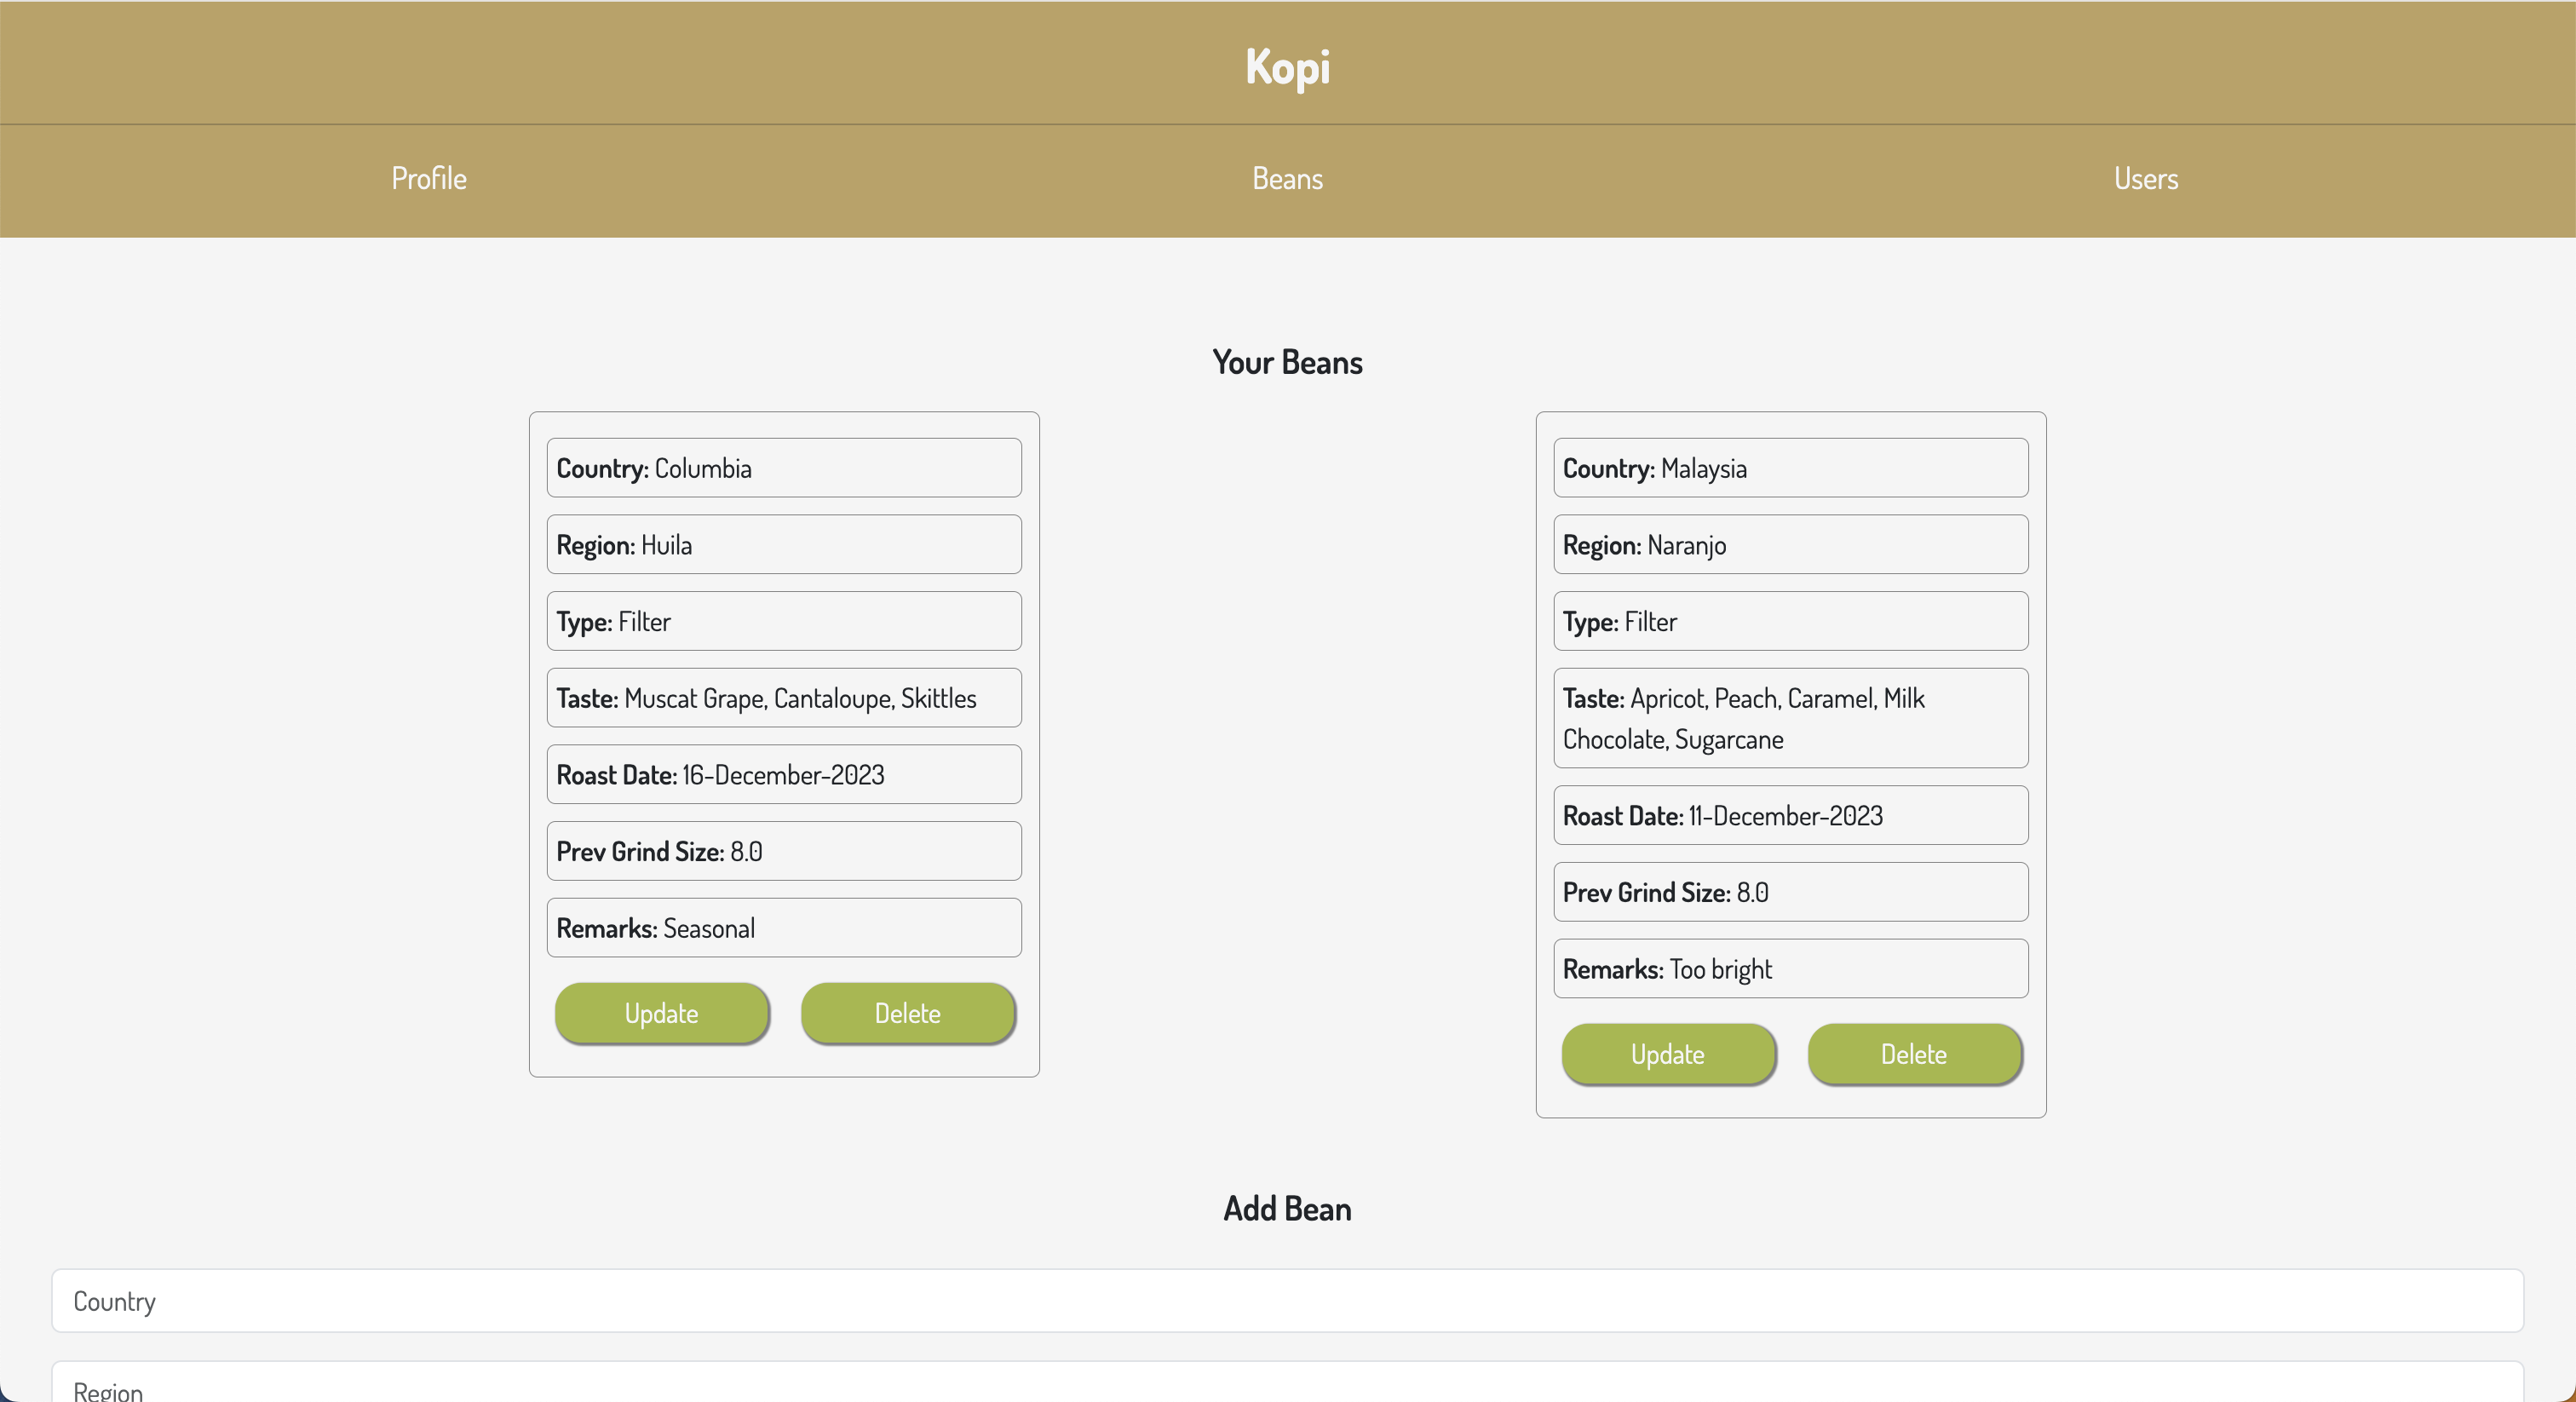 Kopi
Profile
Beans
Users
Your Beans
Country: Columbia
Region: Huila
Type: Filter
Taste: Muscat Grape, Cantaloupe, Skittles
Roast Date: 16-December-2023
Prev Grind Size: 8.0
Remarks: Seasonal
Update
Delete
Country: Malaysia
Region: Naranjo
Type: Filter
Taste: Apricot, Peach, Caramel, Milk
Chocolate, Sugarcane
Roast Date: 11-December-2023
Prev Grind Size: 8.0
Remarks: Too bright
Update
Delete
Add Bean
Country
Region